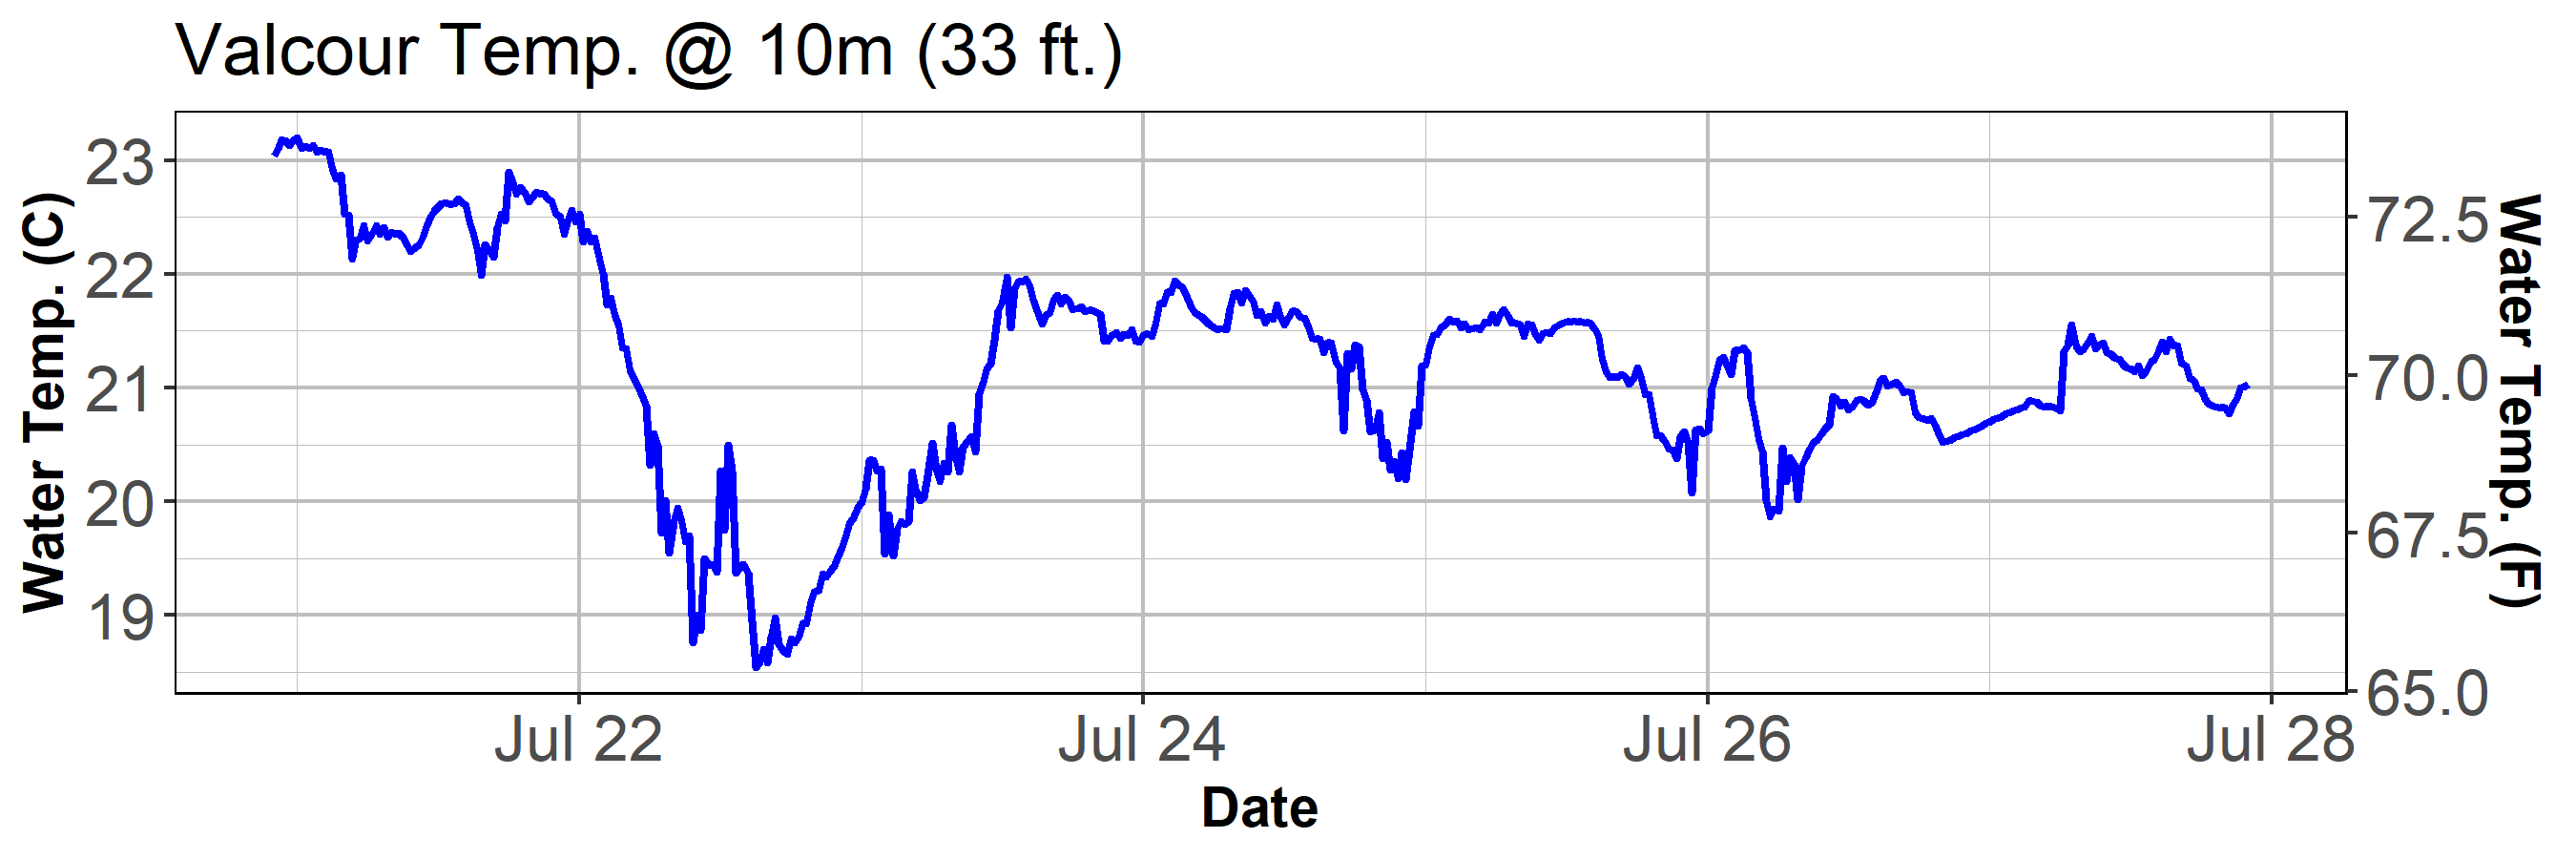 Valcour Temp. @ 10m (33 ft.)
Water Temp. (C)
23
22
21
20
19
72.5
70.0
67.5
65.0
Water Temp. (F)
Jul 22
Jul 24
Jul 26
Jul 28
Date